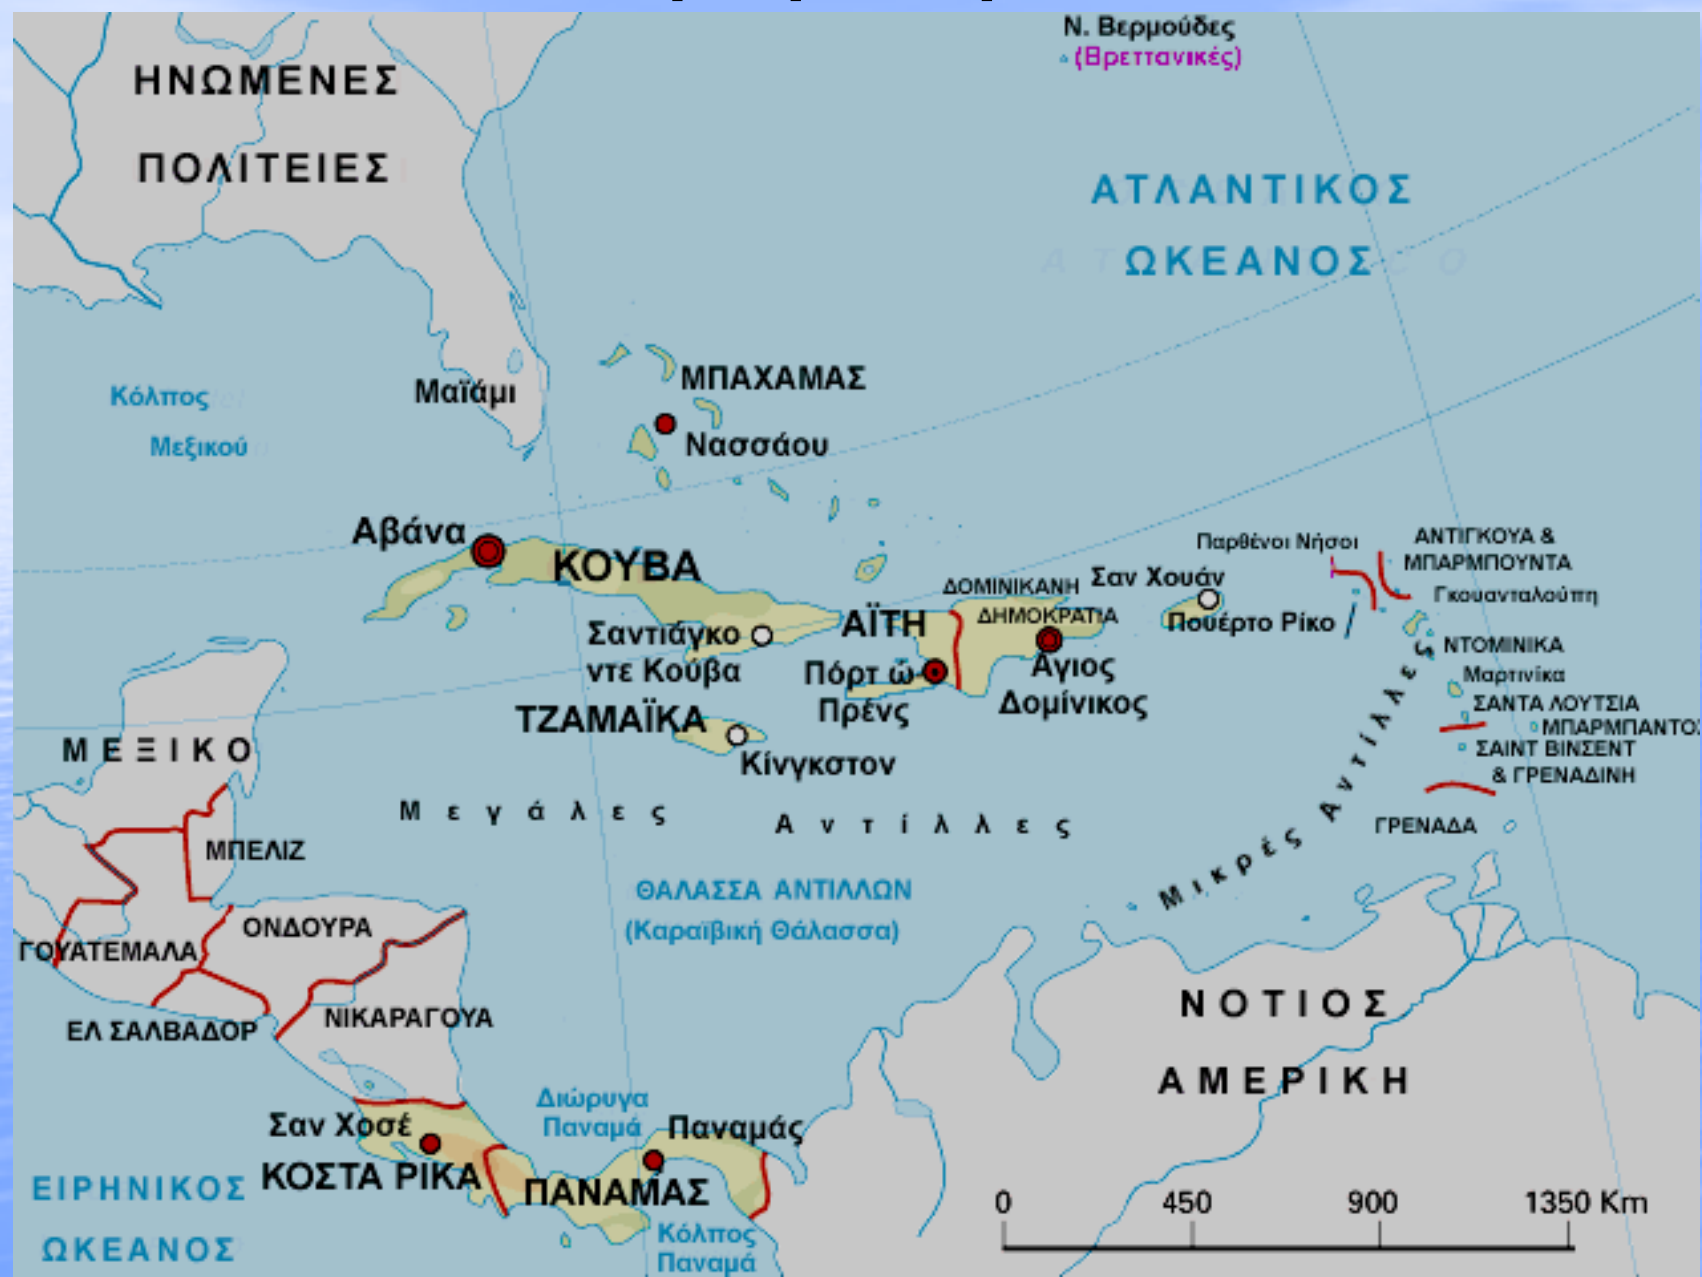 Ν. Βερμούδες
(Βρεττανικές)
ΗΝΩΜΕΝΕΣ
ΠΟΛΙΤΕΙΕΣ
ΑΤΛΑΝΤΙΚΟΣ
ΩΚΕΑΝΟΣ
Κόλπος
Μεξικού
Μαϊάμι
ΜΠΑΧΑΜΑΣ
Νασσάου
Αβάνα
ΚΟΥΒΑ
Σαντιάγκο
ντε Κούβα
ΑΪΤΗ
Πόρτ ω
Πρένς
ΔΟΜΙΝΙΚΑΝΗ
ΔΗΜΟΚΡΑΤΙΑ
Άγιος
Δομίνικος
Σαν Χουάν
Πουέρτο Ρίκο
Παρθένοι Νήσοι
ΑΝΤΙΓΚΟΥΑ &
ΜΠΑΡΜΠΟΥΝΤΑ
Γκουανταλούπη
ΝΤΟΜΙΝΙΚΑ
Μαρτινίκα
ΣΑΝΤΑ ΛΟΥΤΣΙΑ
ΜΠΑΡΜΠΑΝΤΟΣ
ΣΑΙΝΤ ΒΙΝΣΕΝΤ
& ΓΡΕΝΑΔΙΝΗ
ΓΡΕΝΑΔΑ
ΤΖΑΜΑΪΚΑ
Κίνγκστον
Μεγάλες Αντίλλες
Μικρές Αντίλλες
ΘΑΛΑΣΣΑ ΑΝΤΙΛΛΩΝ
(Καραϊβική Θάλασσα)
ΜΕΞΙΚΟ
ΜΠΕΛΙΖ
ΟΝΔΟΥΡΑ
ΓΟΥΑΤΕΜΑΛΑ
ΕΛ ΣΑΛΒΑΔΟΡ
ΝΙΚΑΡΑΓΟΥΑ
ΝΟΤΙΟΣ
ΑΜΕΡΙΚΗ
Διώρυγα
Παναμά
Παναμάς
Σαν Χοσέ
ΚΟΣΤΑ ΡΙΚΑ
ΠΑΝΑΜΑΣ
Κόλπος
Παναμά
ΕΙΡΗΝΙΚΟΣ
ΩΚΕΑΝΟΣ
0 450 900 1350 Km